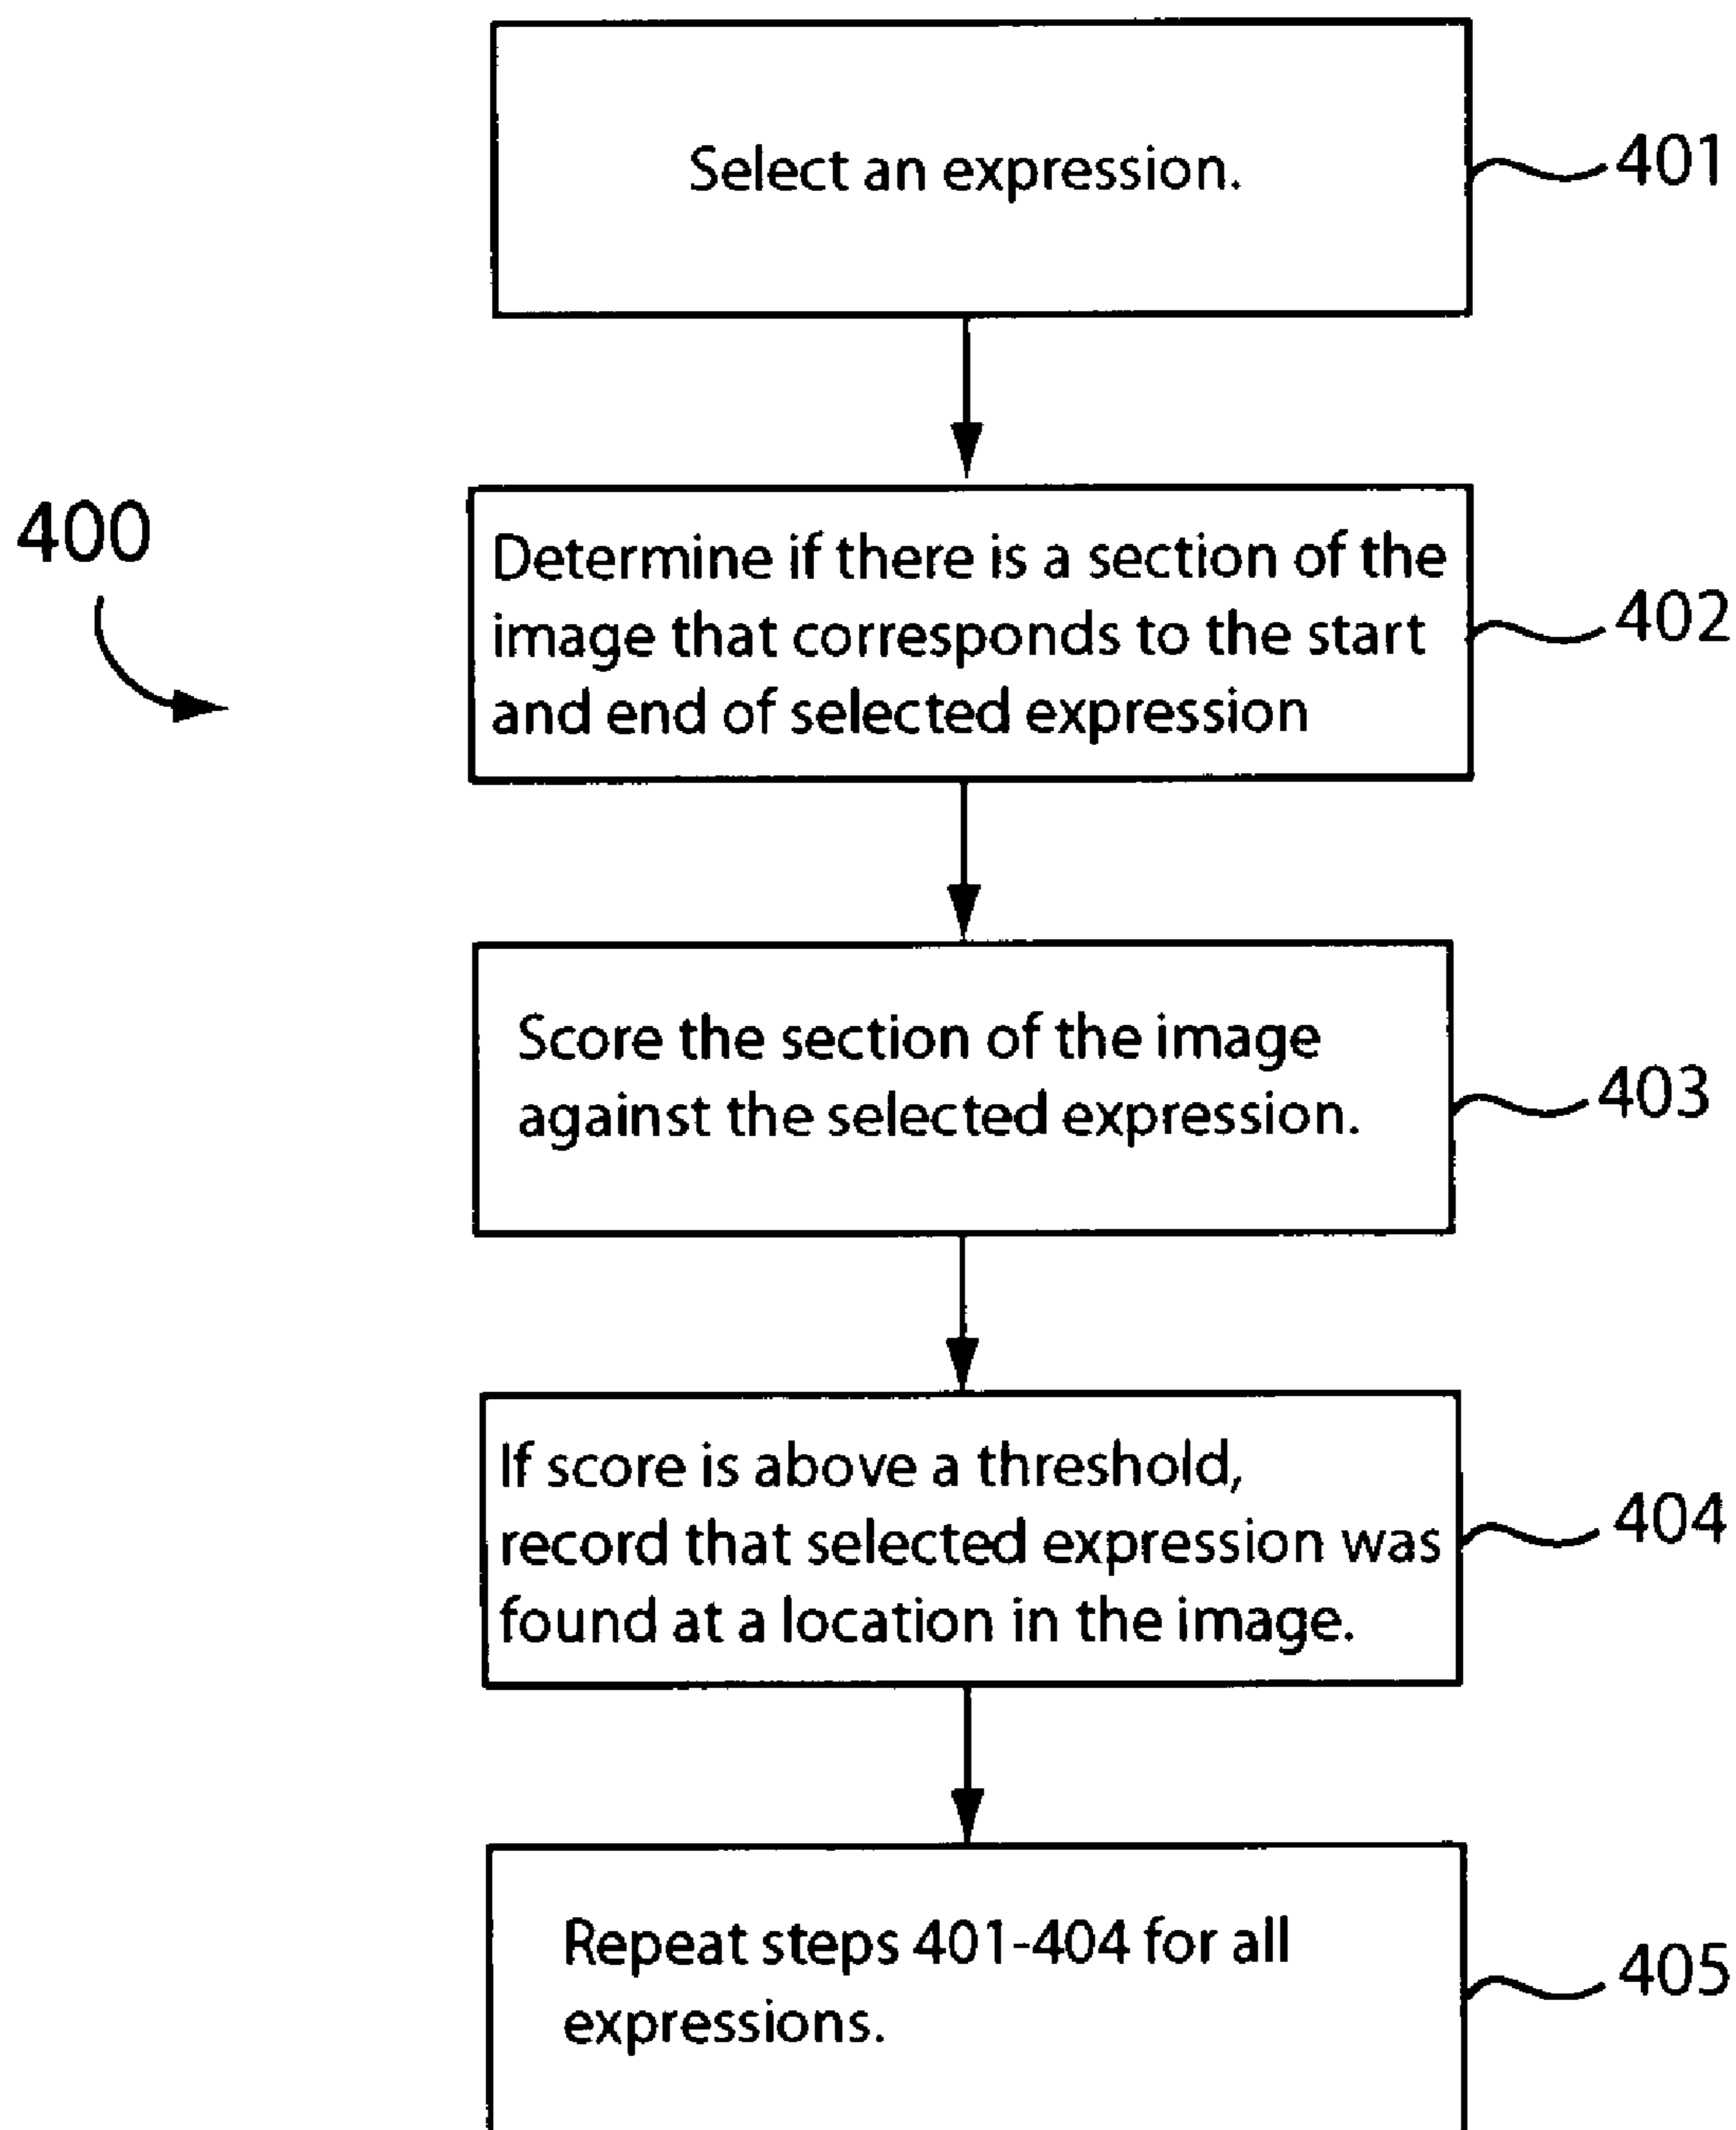 Select an expression.
401
400
Determine if there is a section of the
image that corresponds to the start
and end of selected expression
402
Score the section of the image
against the selected expression.
403
If score is above a threshold,
record that selected expression was
found at a location in the image.
404
Repeat steps 401-404 for all
expressions.
405